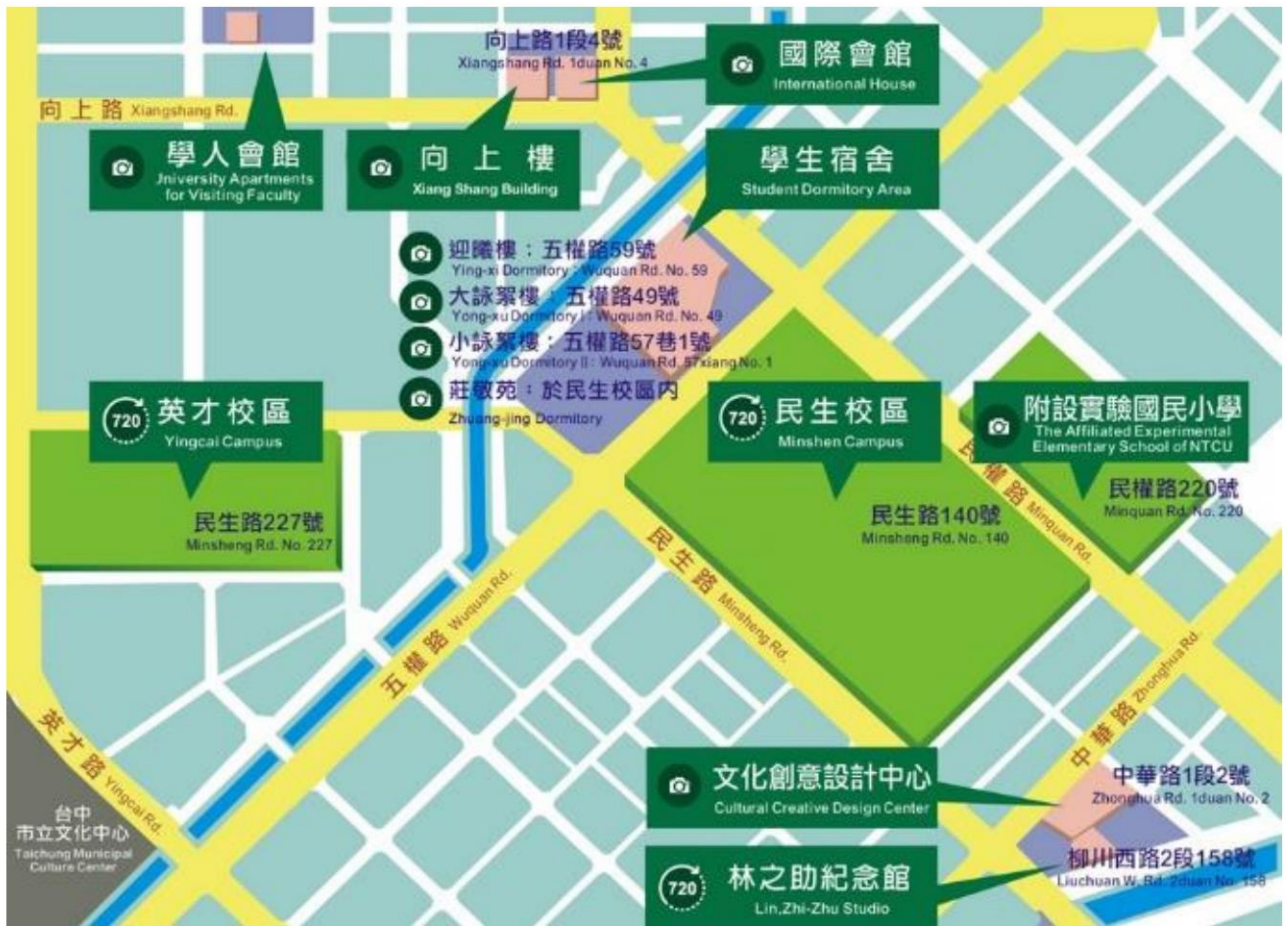 向上路1段4號
Xiangshang Rd. 1duan No. 4
國際會館
International House
向上路 Xiangshang Rd.
學人會館
Jniversity Apartments
for Visiting Faculty
向上樓
Xiang Shang Building
學生宿舍
Student Dormitory Area
迎曦樓：五權路59號
Ying-xi Dormitory：Wuquan Rd. No. 59
大詠絮樓：五權路49號
Yong-xu Dormitory I：Wuquan Rd. No. 49
小詠絮樓：五權路57巷1號
Yong-xu Dormitory II：Wuquan Rd. 57xiang No. 1
莊敬苑：於民生校區内
Zhuang-jing Dormitory
720
英才校區
Yingcai Campus
民生路227號
Minsheng Rd. No. 227
720
民生校區
Minshen Campus
民生路140號
Minsheng Rd. No. 140
附設實驗國民小學
The Affiliated Experimental
Elementary School of NTCU
民權路220號
Minquan Rd. No. 220
民權路 Minquan Rd.
民生路 Minsheng Rd.
五權路 Wuquan Rd.
中華路 Zhonghua Rd.
英才路 Yingcai Rd.
台中
市立文化中心
Taichung Municipal
Culture Center
文化創意設計中心
Cultural Creative Design Center
中華路1段2號
Zhonghua Rd. 1duan No. 2
720
林之助紀念館
Lin,Zhi-Zhu Studio
柳川西路2段158號
Liuchuan W. Rd. 2duan No. 158